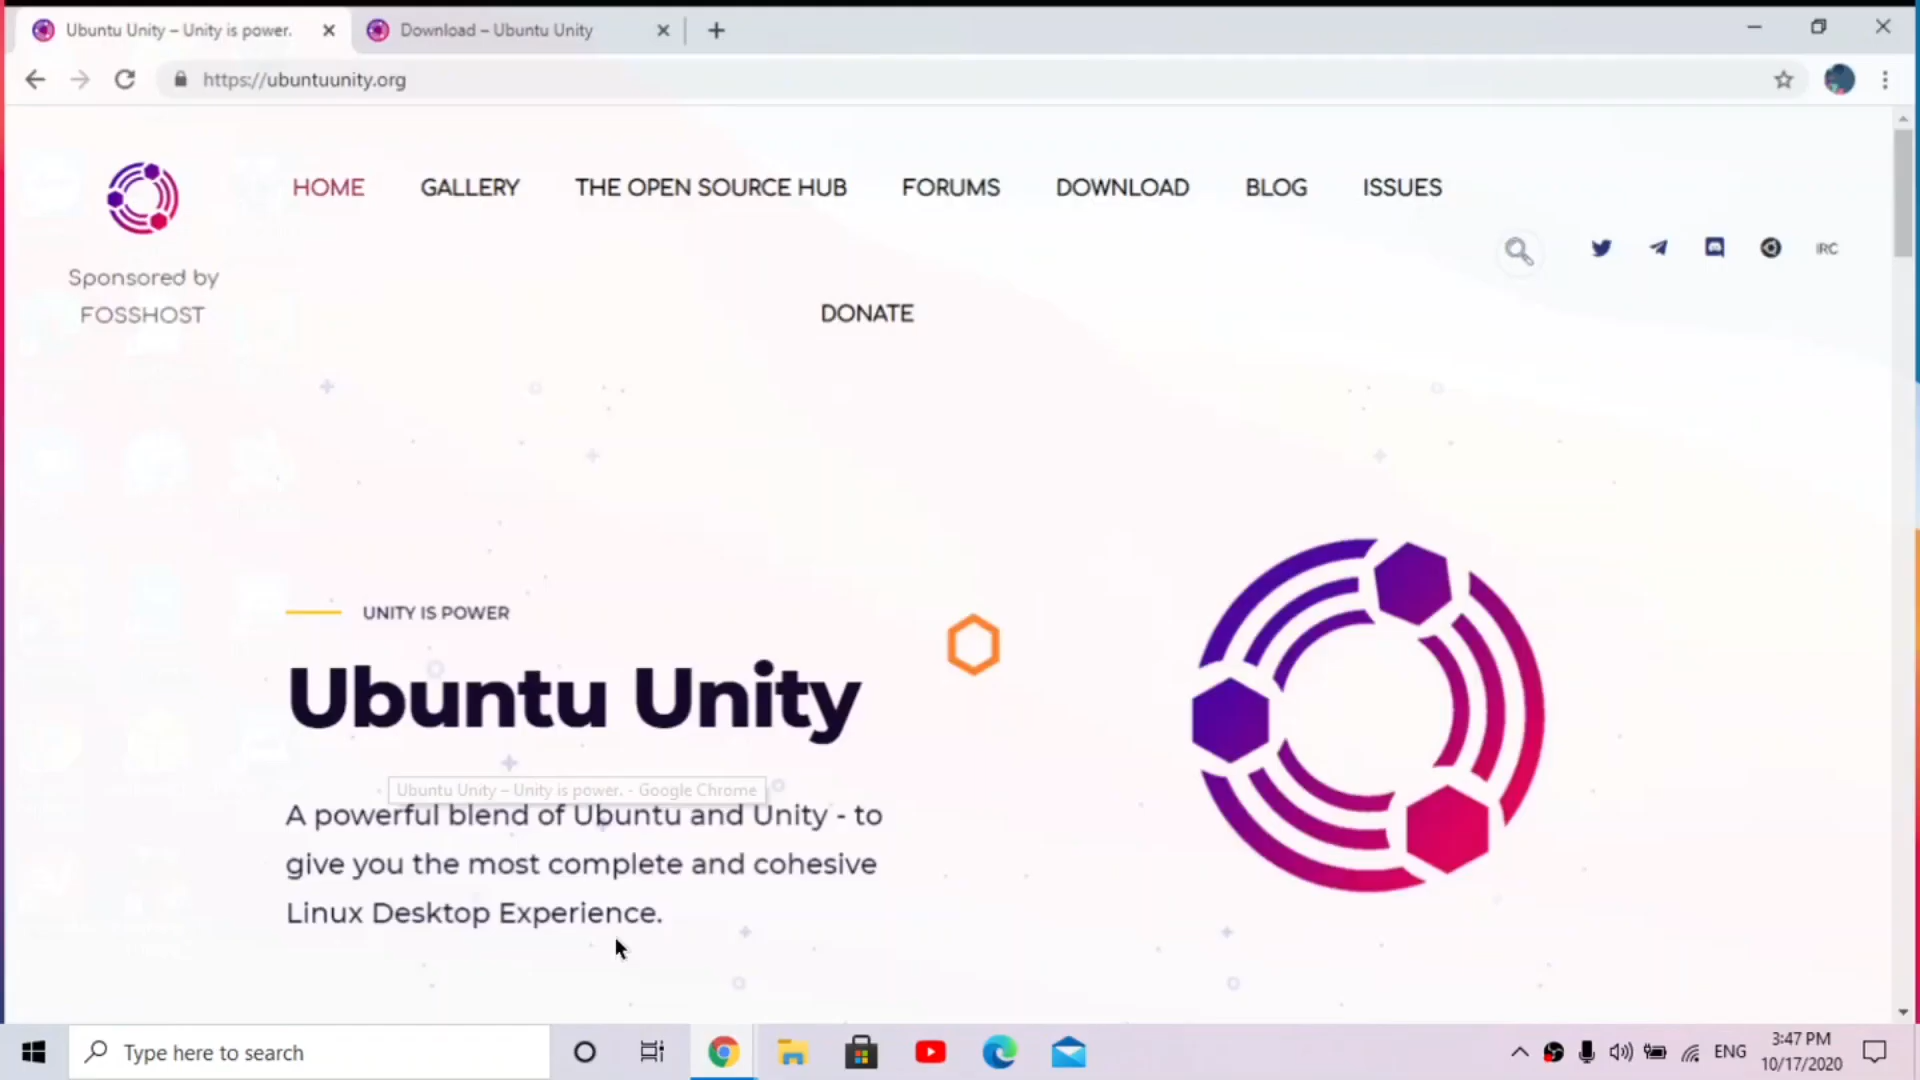 Ubuntu Unity – Unity is power.
Download – Ubuntu Unity
https://ubuntuunity.org
HOME GALLERY THE OPEN SOURCE HUB FORUMS DOWNLOAD BLOG ISSUES
IRC
Sponsored by
FOSSHOST
DONATE
UNITY IS POWER
Ubuntu Unity
Ubuntu Unity – Unity is power. - Google Chrome
A powerful blend of Ubuntu and Unity - to
give you the most complete and cohesive
Linux Desktop Experience.
Type here to search
ENG
3:47 PM
10/17/2020